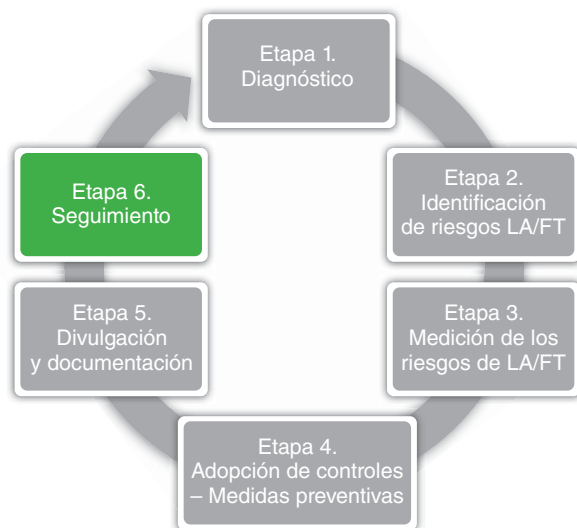 Etapa 1.
Diagnóstico
Etapa 2.
Identificación
de riesgos LA/FT
Etapa 3.
Medición de los
riesgos de LA/FT
Etapa 4.
Adopción de controles
– Medidas preventivas
Etapa 5.
Divulgación
y documentación
Etapa 6.
Seguimiento